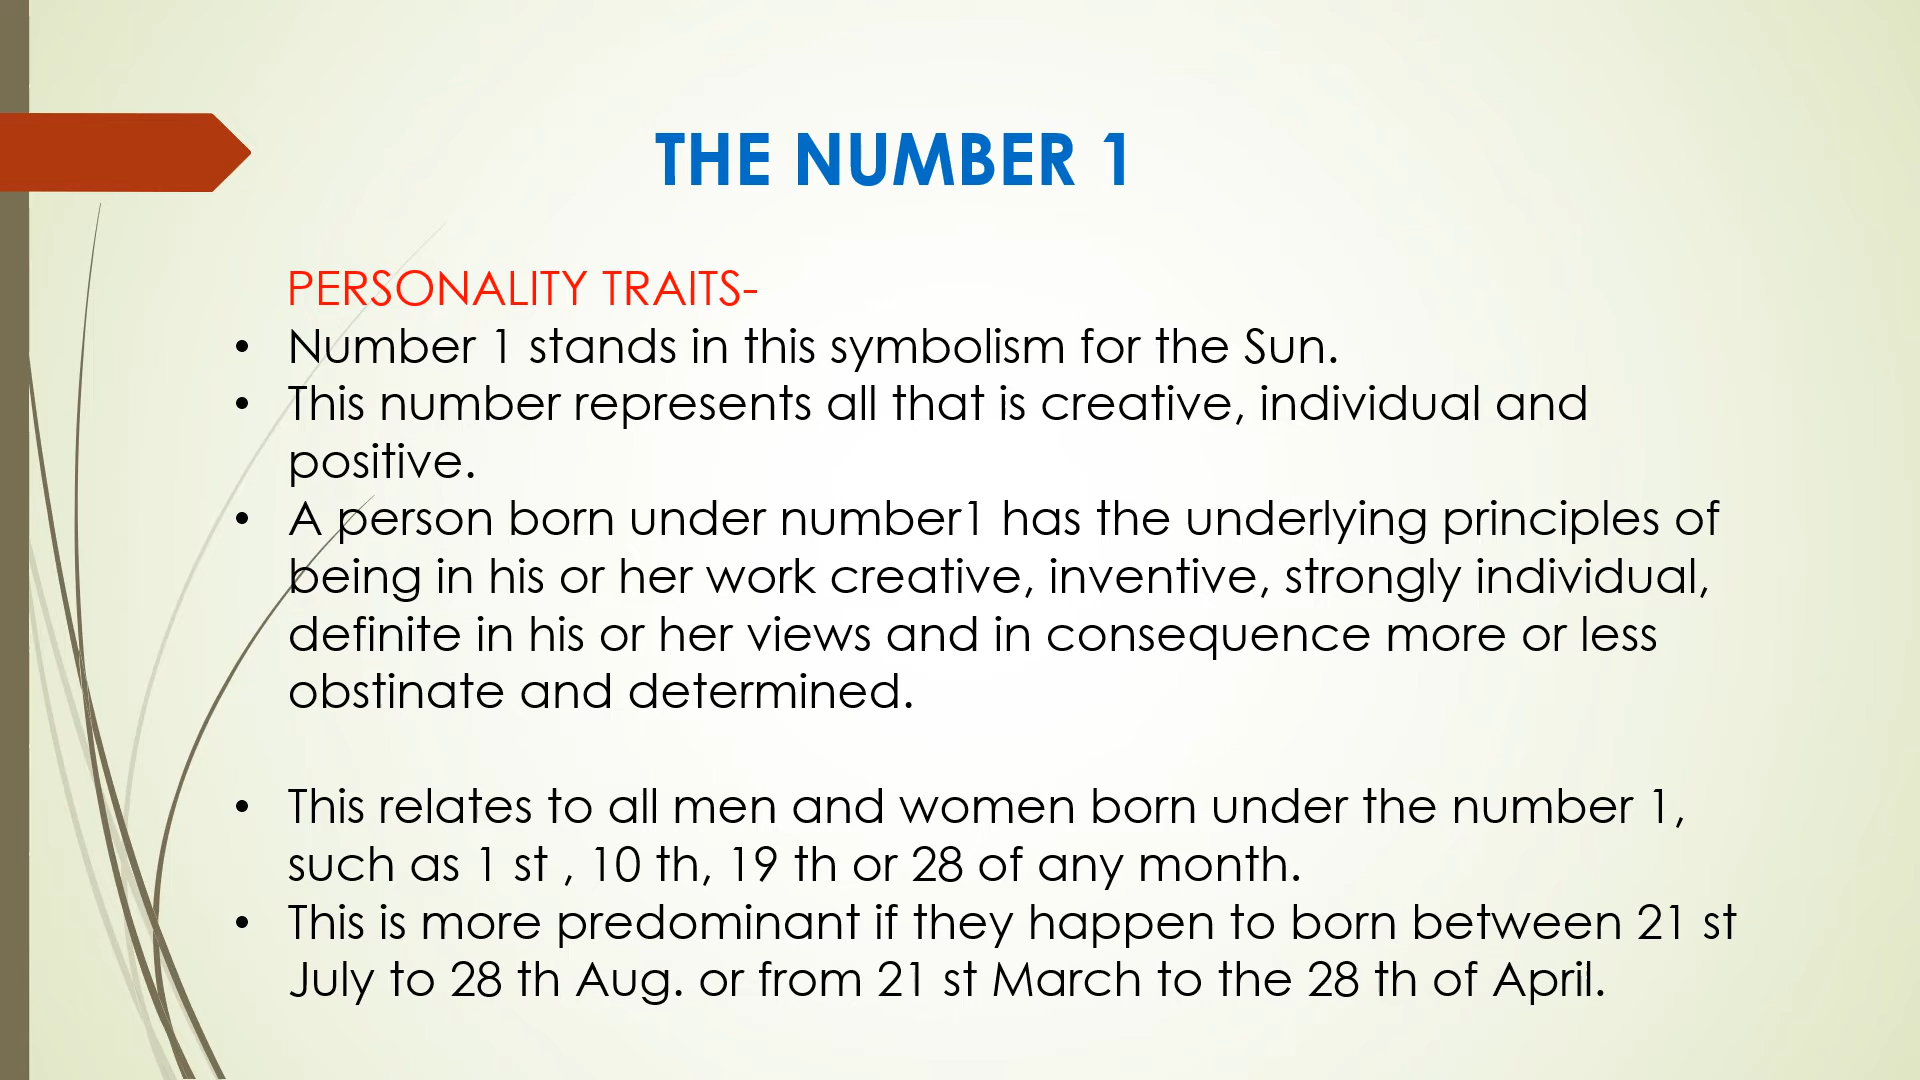 THE NUMBER 1
PERSONALITY TRAITS-
• Number 1 stands in this symbolism for the Sun.
• This number represents all that is creative, individual and
positive.
• A person born under number1 has the underlying principles of
being in his or her work creative, inventive, strongly individual,
definite in his or her views and in consequence more or less
obstinate and determined.
• This relates to all men and women born under the number 1,
such as 1 st , 10 th, 19 th or 28 of any month.
• This is more predominant if they happen to born between 21 st
July to 28 th Aug. or from 21 st March to the 28 th of April.